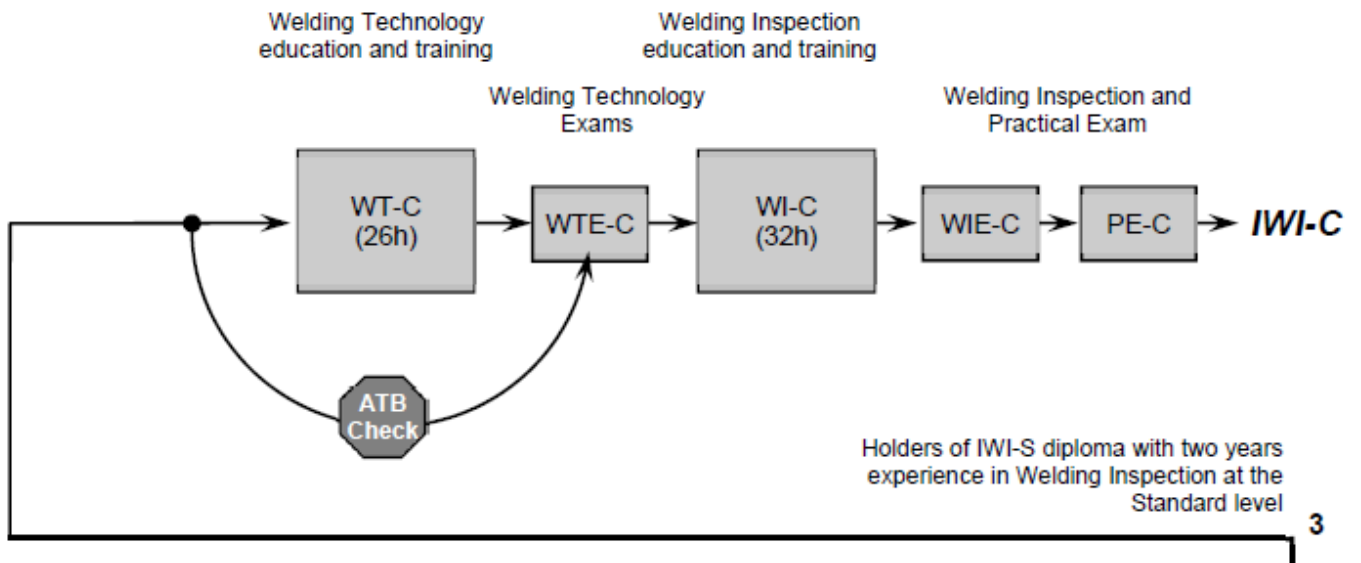 Welding Technology
education and training
Welding Inspection
education and training
Welding Technology
Exams
Welding Inspection and
Practical Exam
WT-C
(26h)
WTE-C
WI-C
(32h)
WIE-C
PE-C
IWI-C
ATB
Check
Holders of IWI-S diploma with two years
experience in Welding Inspection at the
Standard level
3